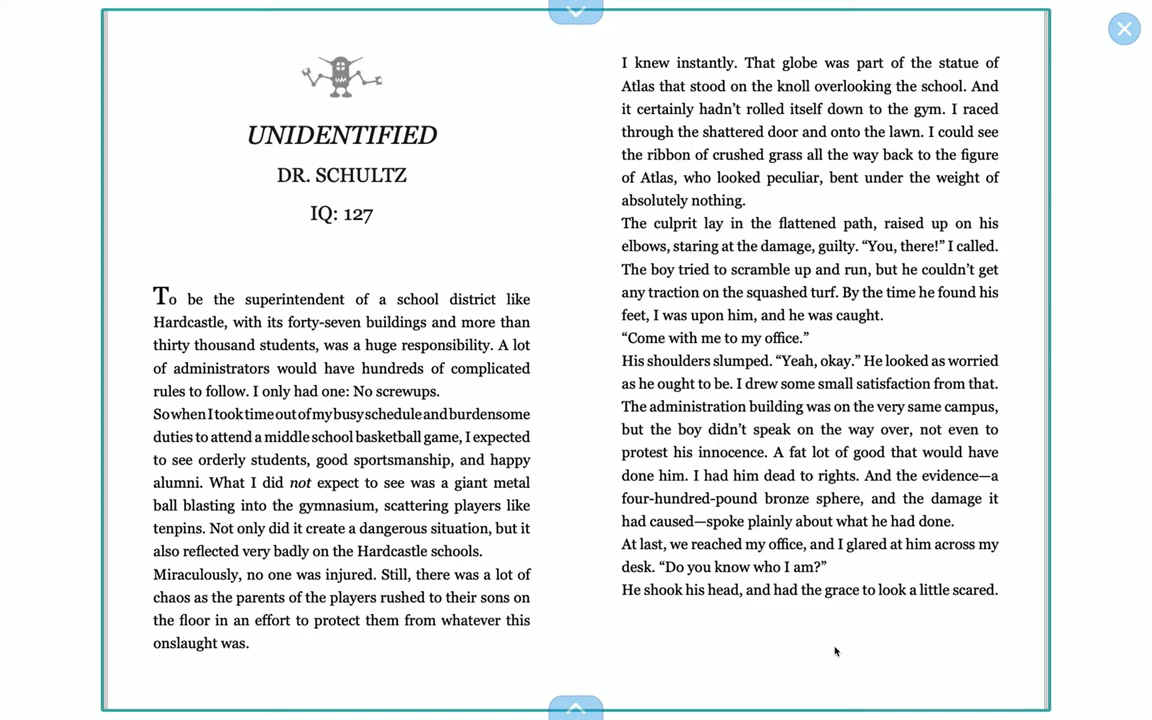 UNIDENTIFIED
DR. SCHULTZ
IQ: 127
To be the superintendent of a school district like
Hardcastle, with its forty-seven buildings and more than
thirty thousand students, was a huge responsibility. A lot
of administrators would have hundreds of complicated
rules to follow. I only had one: No screwups.
So when I took time out of my busy schedule and burdensome
duties to attend a middle school basketball game, I expected
to see orderly students, good sportsmanship, and happy
alumni. What I did not expect to see was a giant metal
ball blasting into the gymnasium, scattering players like
tenpins. Not only did it create a dangerous situation, but it
also reflected very badly on the Hardcastle schools.
Miraculously, no one was injured. Still, there was a lot of
chaos as the parents of the players rushed to their sons on
the floor in an effort to protect them from whatever this
onslaught was.
I knew instantly. That globe was part of the statue of
Atlas that stood on the knoll overlooking the school. And
it certainly hadn’t rolled itself down to the gym. I raced
through the shattered door and onto the lawn. I could see
the ribbon of crushed grass all the way back to the figure
of Atlas, who looked peculiar, bent under the weight of
absolutely nothing.
The culprit lay in the flattened path, raised up on his
elbows, staring at the damage, guilty. “You, there!” I called.
The boy tried to scramble up and run, but he couldn’t get
any traction on the squashed turf. By the time he found his
feet, I was upon him, and he was caught.
“Come with me to my office.”
His shoulders slumped. “Yeah, okay.” He looked as worried
as he ought to be. I drew some small satisfaction from that.
The administration building was on the very same campus,
but the boy didn’t speak on the way over, not even to
protest his innocence. A fat lot of good that would have
done him. I had him dead to rights. And the evidence—a
four-hundred-pound bronze sphere, and the damage it
had caused—spoke plainly about what he had done.
At last, we reached my office, and I glared at him across my
desk. “Do you know who I am?”
He shook his head, and had the grace to look a little scared.